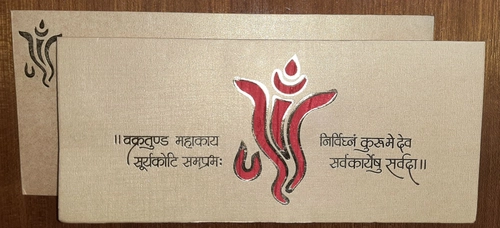 ॥वक्रतुण्ड महाकाय
सूर्यकोटि समप्रभः
निर्विघ्नं कुरूमे देव
सर्वकार्येषु सर्वदा॥